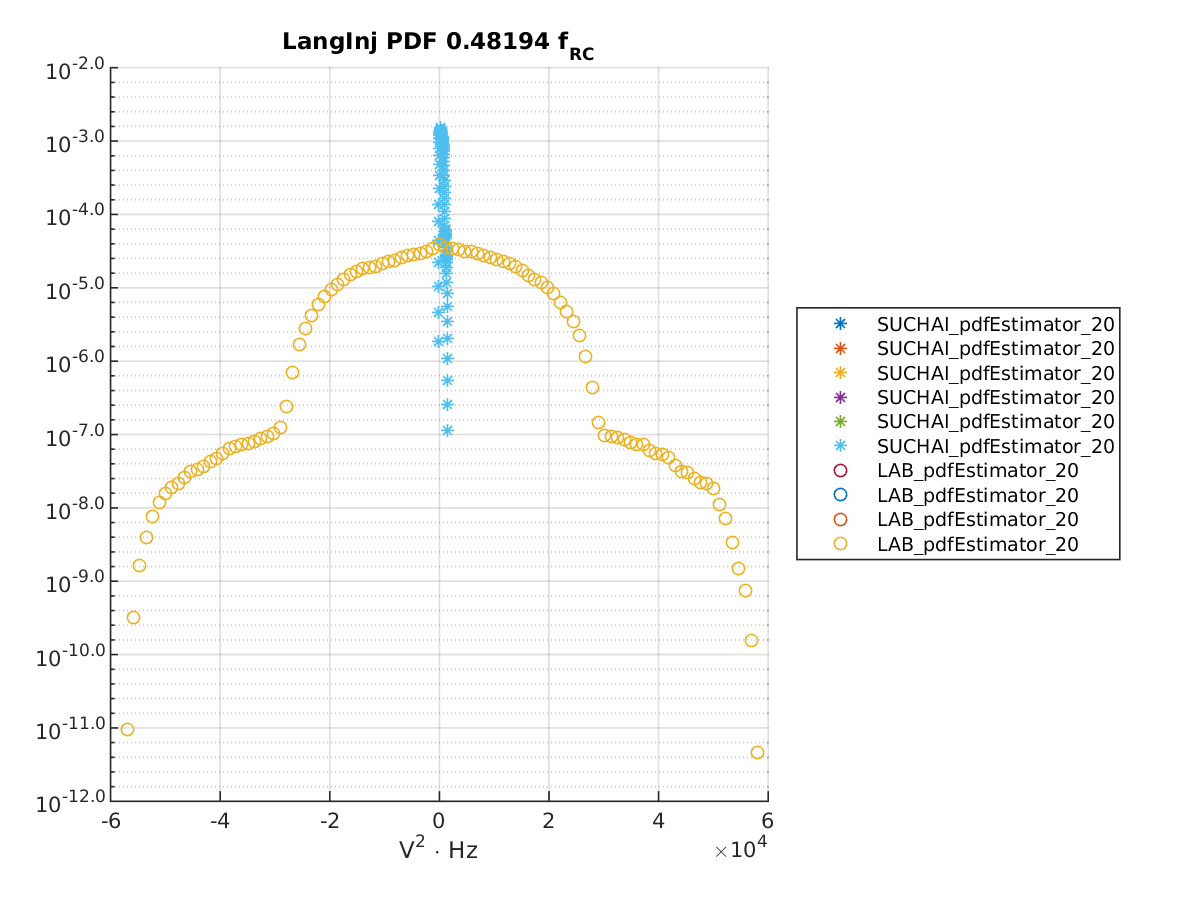 LangInj PDF 0.48194 f_RC
10^-2.0
10^-3.0
10^-4.0
10^-5.0
10^-6.0
10^-7.0
10^-8.0
10^-9.0
10^-10.0
10^-11.0
10^-12.0
-6 -4 -2 0 2 4 6
V^2 · Hz
×10^4
SUCHAI_pdfEstimator_20
SUCHAI_pdfEstimator_20
SUCHAI_pdfEstimator_20
SUCHAI_pdfEstimator_20
SUCHAI_pdfEstimator_20
SUCHAI_pdfEstimator_20
LAB_pdfEstimator_20
LAB_pdfEstimator_20
LAB_pdfEstimator_20
LAB_pdfEstimator_20